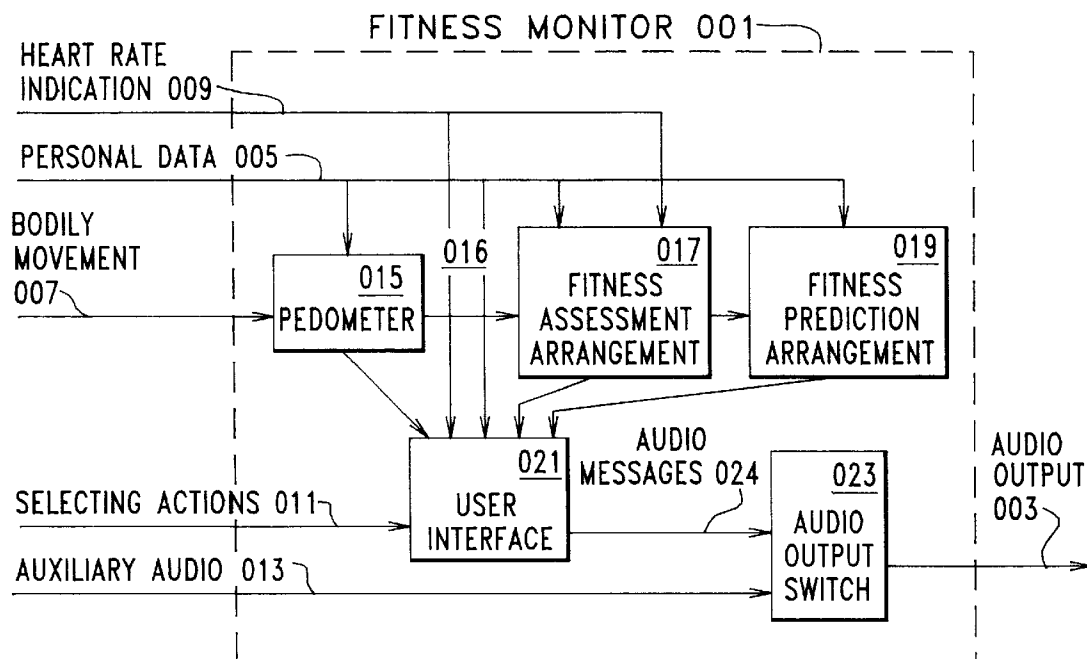 FITNESS MONITOR 001
HEART RATE
INDICATION 009
PERSONAL DATA 005
BODILY
MOVEMENT
007
015
PEDOMETER
016
017
FITNESS
ASSESSMENT
ARRANGEMENT
019
FITNESS
PREDICTION
ARRANGEMENT
021
USER
INTERFACE
AUDIO
MESSAGES 024
023
AUDIO
OUTPUT
SWITCH
AUDIO
OUTPUT
003
SELECTING ACTIONS 011
AUXILIARY AUDIO 013